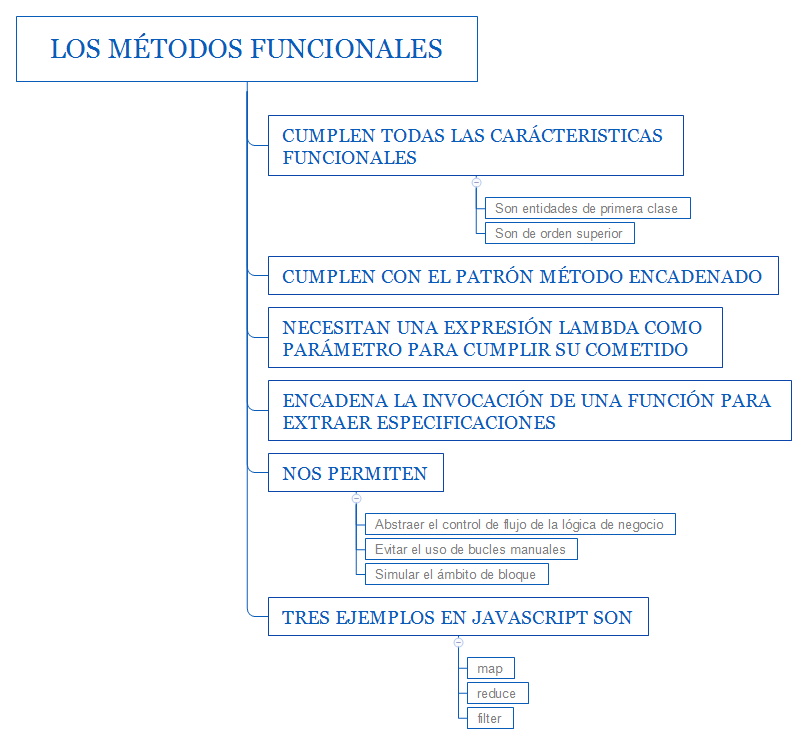 LOS MÉTODOS FUNCIONALES
CUMPLEN TODAS LAS CARÁCTERISTICAS
FUNCIONALES
Son entidades de primera clase
Son de orden superior
CUMPLEN CON EL PATRÓN MÉTODO ENCADENADO
NECESITAN UNA EXPRESIÓN LAMBDA COMO
PARÁMETRO PARA CUMPLIR SU COMETIDO
ENCADENA LA INVOCACIÓN DE UNA FUNCIÓN PARA
EXTRAER ESPECIFICACIONES
NOS PERMITEN
Abstraer el control de flujo de la lógica de negocio
Evitar el uso de bucles manuales
Simular el ámbito de bloque
TRES EJEMPLOS EN JAVASCRIPT SON
map
reduce
filter